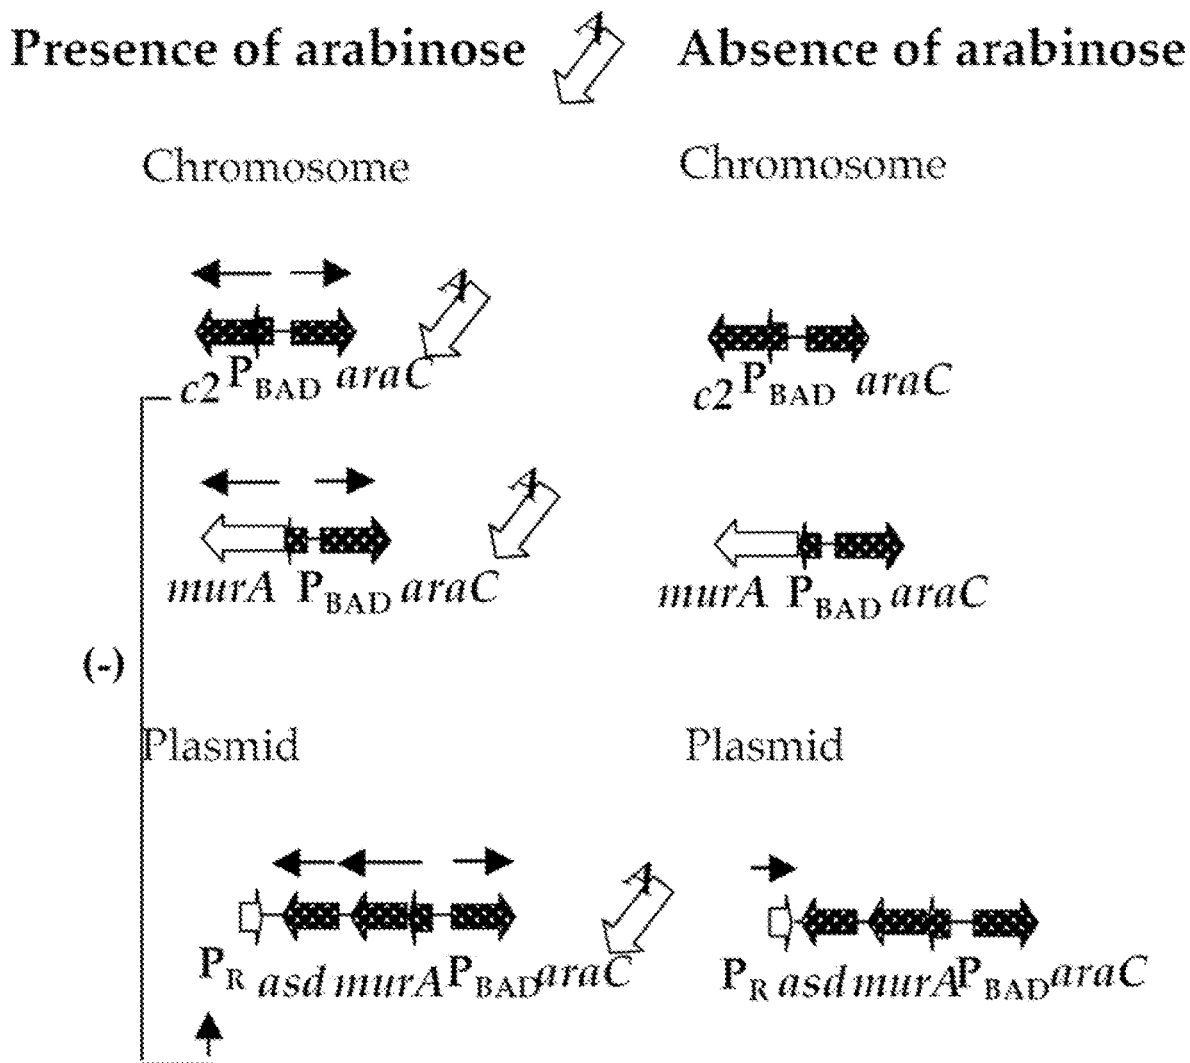 Presence of arabinose A Absence of arabinose
Chromosome Chromosome
A
c2 PBAD araC c2 PBAD araC
A
murA PBAD araC murA PBAD araC
(-)
Plasmid Plasmid
A
PR asd murA PBAD araC PR asd murA PBAD araC